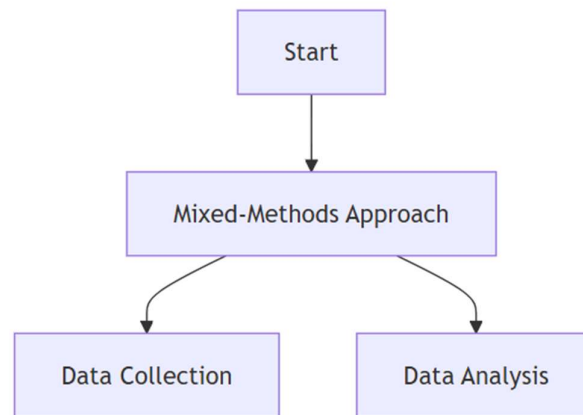 Start
Mixed-Methods Approach
Data Collection
Data Analysis